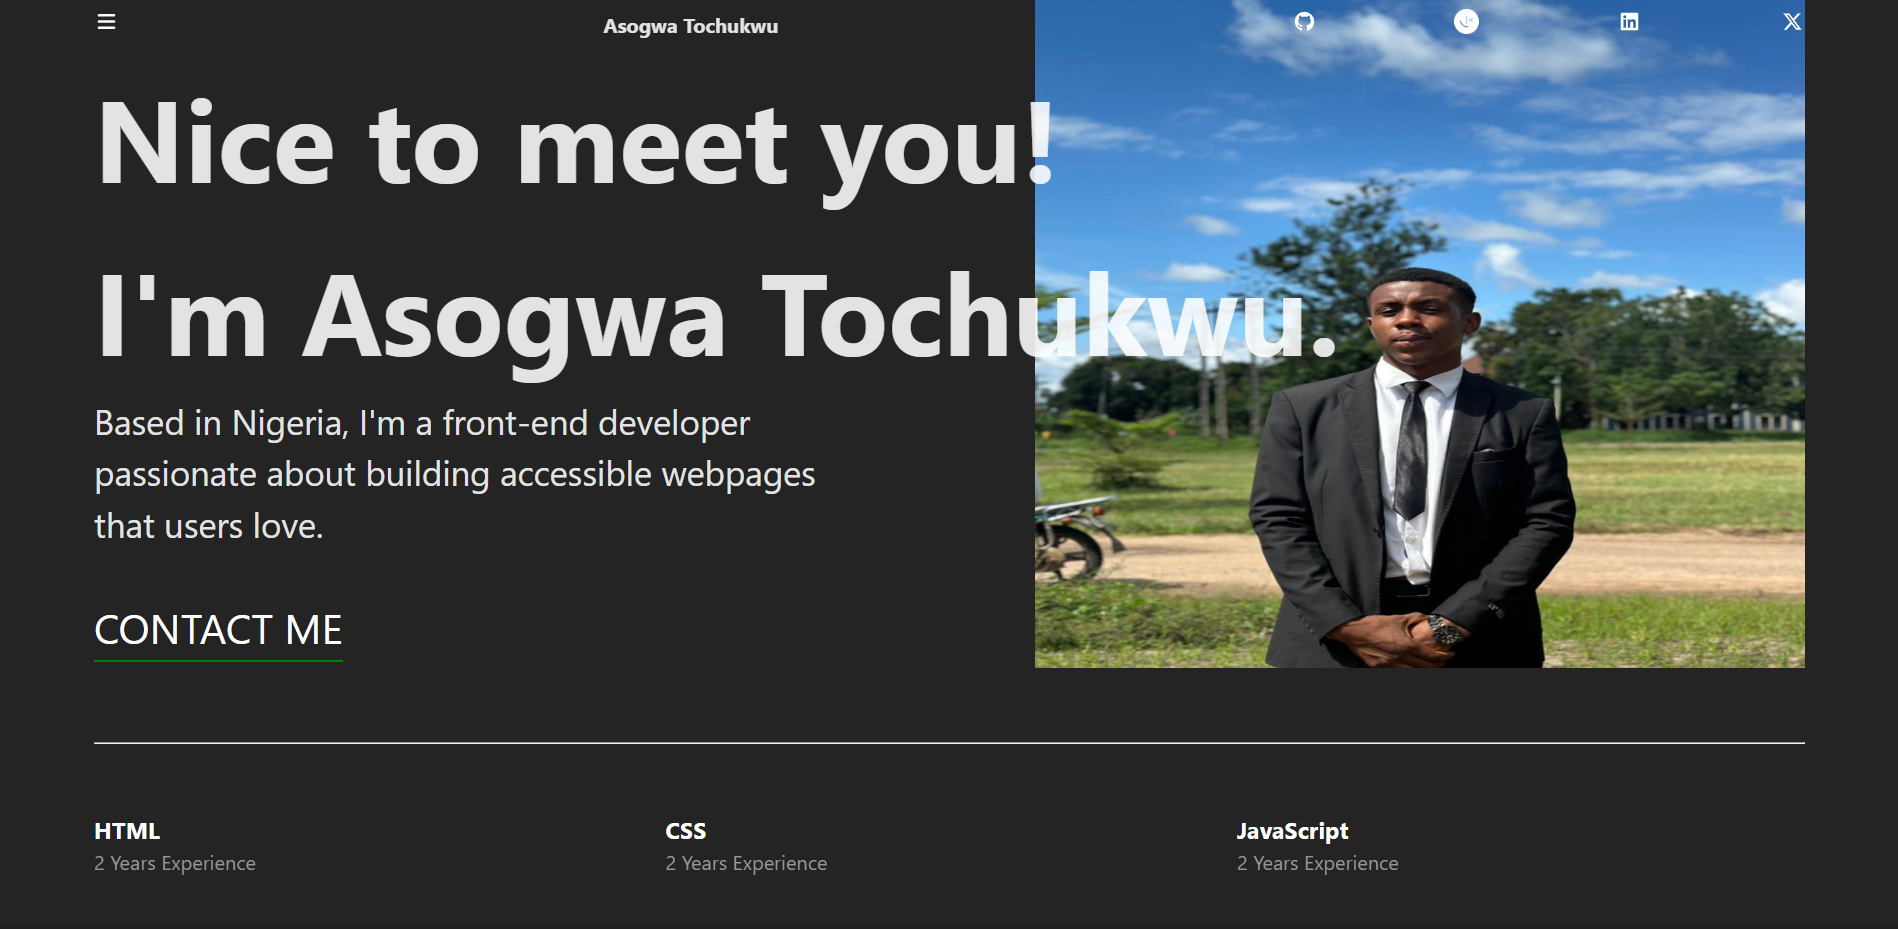 Asogwa Tochukwu
Nice to meet you!
I'm Asogwa Tochukwu.
Based in Nigeria, I'm a front-end developer
passionate about building accessible webpages
that users love.
CONTACT ME
HTML
2 Years Experience
CSS
2 Years Experience
JavaScript
2 Years Experience